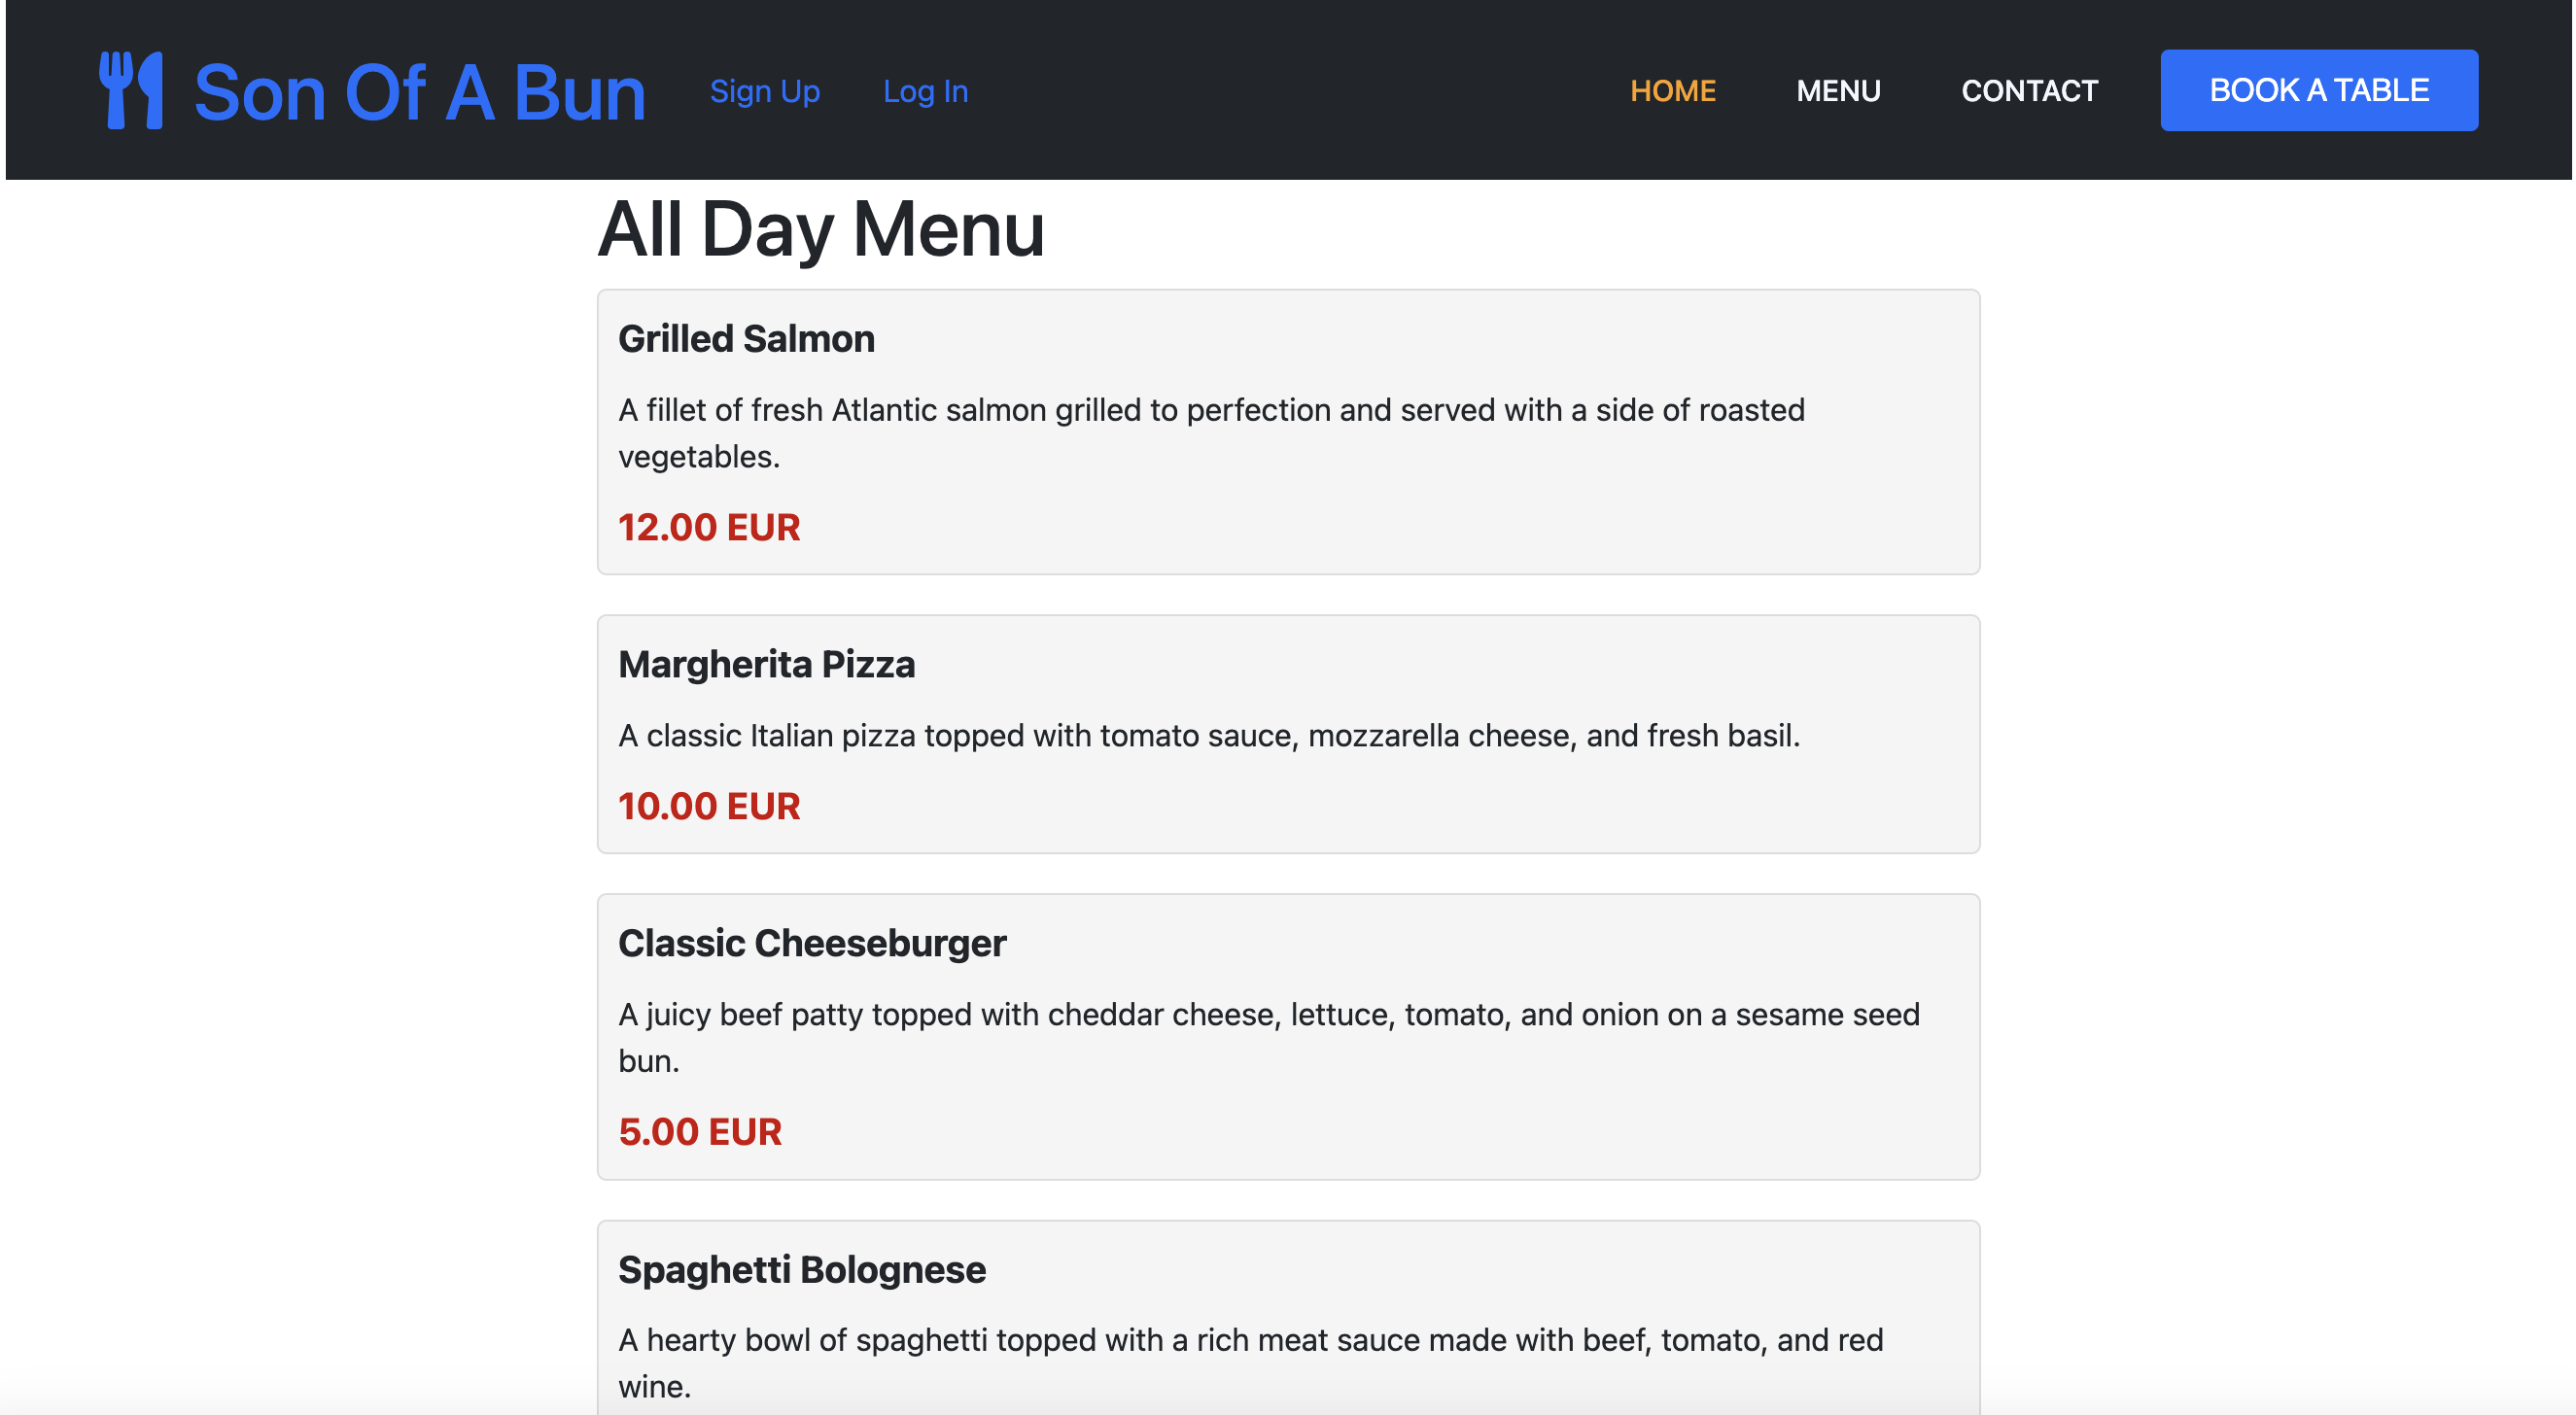 Son Of A Bun Sign Up Log In HOME MENU CONTACT BOOK A TABLE
All Day Menu
Grilled Salmon
A fillet of fresh Atlantic salmon grilled to perfection and served with a side of roasted
vegetables.
12.00 EUR
Margherita Pizza
A classic Italian pizza topped with tomato sauce, mozzarella cheese, and fresh basil.
10.00 EUR
Classic Cheeseburger
A juicy beef patty topped with cheddar cheese, lettuce, tomato, and onion on a sesame seed
bun.
5.00 EUR
Spaghetti Bolognese
A hearty bowl of spaghetti topped with a rich meat sauce made with beef, tomato, and red
wine.